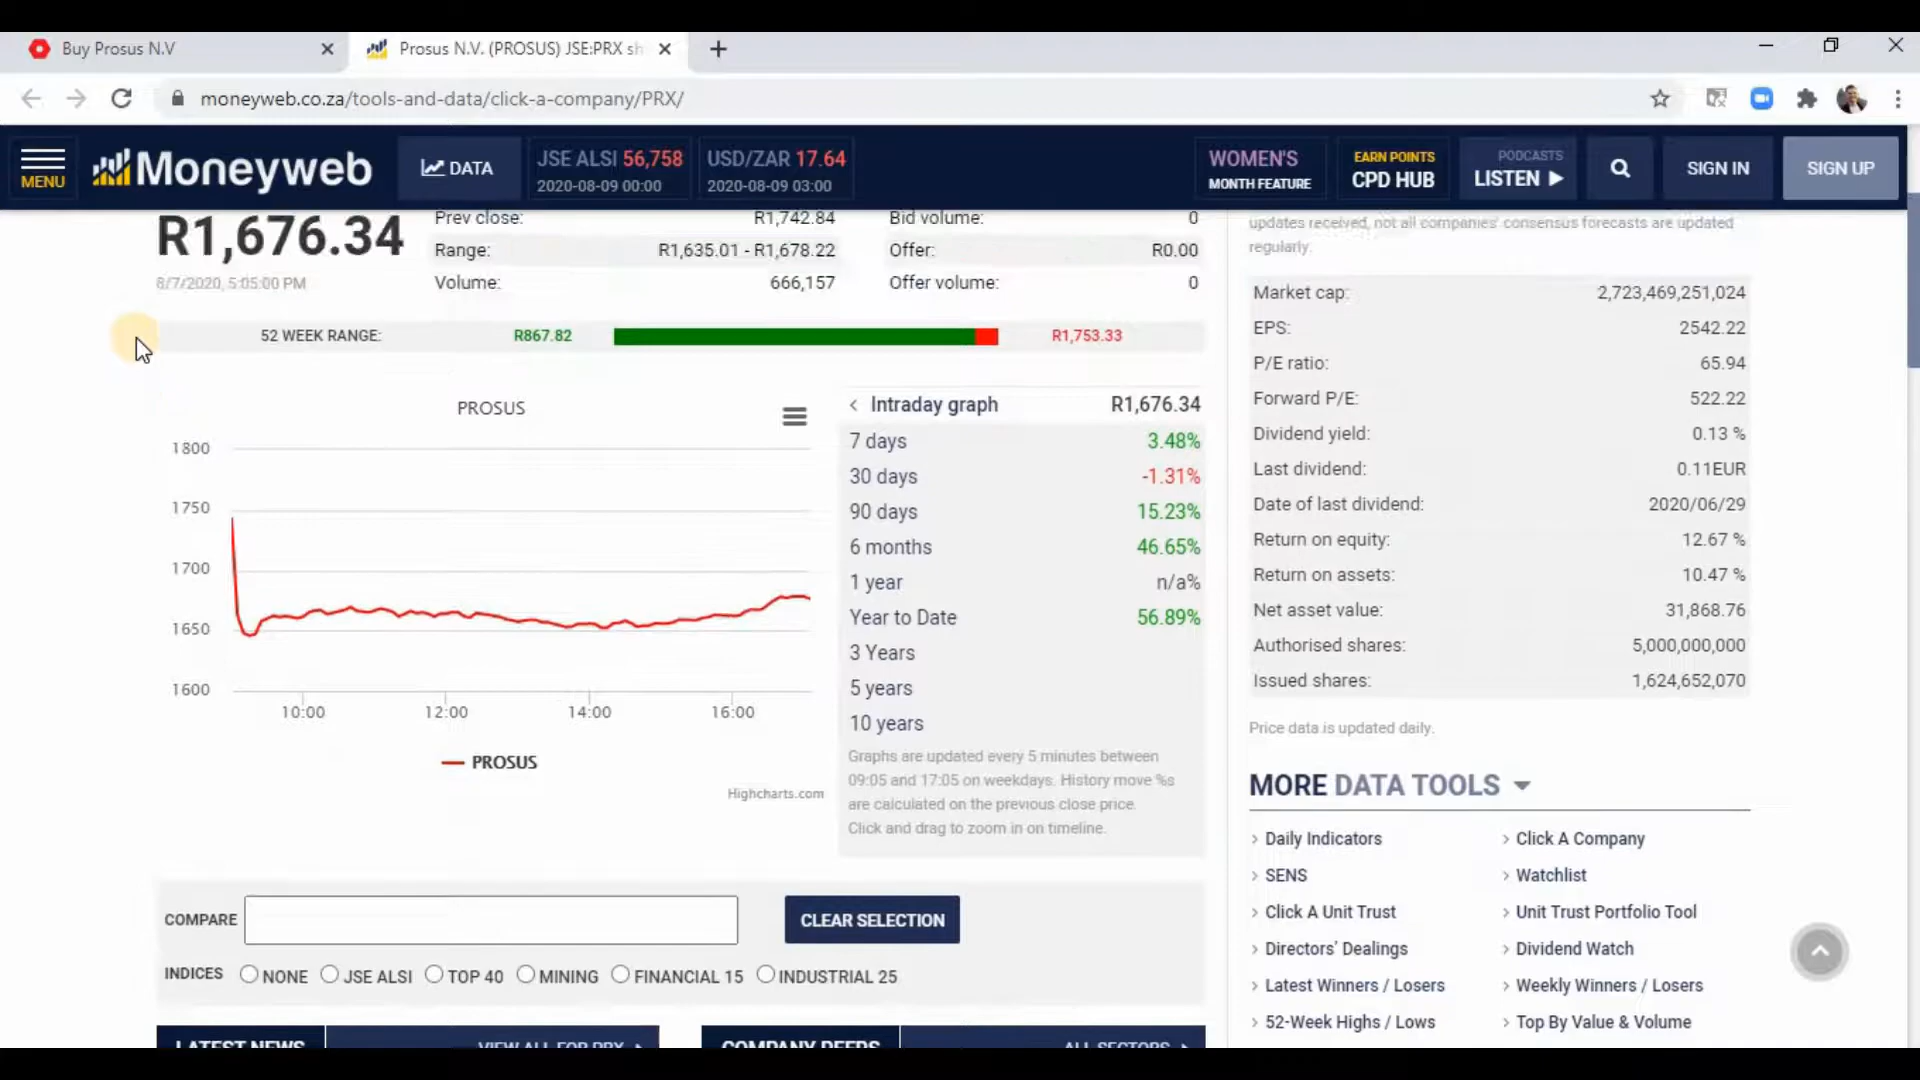 Buy Prosus N.V
Prosus N.V. (PROSUS) JSE:PRX sh
moneyweb.co.za/tools-and-data/click-a-company/PRX/
MENU
Moneyweb
DATA
JSE ALSI 56,758
2020-08-09 00:00
USD/ZAR 17.64
2020-08-09 03:00
WOMEN'S
MONTH FEATURE
EARN POINTS
CPD HUB
PODCASTS
LISTEN
SIGN IN
SIGN UP
R1,676.34
8/7/2020, 5:05:00 PM
Prev close: R1,742.84
Range: R1,635.01 - R1,678.22
Volume: 666,157
Bid volume: 0
Offer: R0.00
Offer volume: 0
52 WEEK RANGE: R867.82 R1,753.33
PROSUS
1800
1750
1700
1650
1600
10:00 12:00 14:00 16:00
PROSUS
Highcharts.com
Intraday graph R1,676.34
7 days 3.48%
30 days -1.31%
90 days 15.23%
6 months 46.65%
1 year n/a%
Year to Date 56.89%
3 Years
5 years
10 years
Graphs are updated every 5 minutes between
09:05 and 17:05 on weekdays. History move %s
are calculated on the previous close price.
Click and drag to zoom in on timeline.
COMPARE
CLEAR SELECTION
INDICES NONE JSE ALSI TOP 40 MINING FINANCIAL 15 INDUSTRIAL 25
LATEST NEWS VIEW ALL FOR PRX
COMPANY PEERS ALL SECTORS
updates received, not all companies' consensus forecasts are updated
regularly.
Market cap: 2,723,469,251,024
EPS: 2542.22
P/E ratio: 65.94
Forward P/E: 522.22
Dividend yield: 0.13 %
Last dividend: 0.11EUR
Date of last dividend: 2020/06/29
Return on equity: 12.67 %
Return on assets: 10.47 %
Net asset value: 31,868.76
Authorised shares: 5,000,000,000
Issued shares: 1,624,652,070
Price data is updated daily.
MORE DATA TOOLS
Daily Indicators
Click A Company
SENS
Watchlist
Click A Unit Trust
Unit Trust Portfolio Tool
Directors' Dealings
Dividend Watch
Latest Winners / Losers
Weekly Winners / Losers
52-Week Highs / Lows
Top By Value & Volume